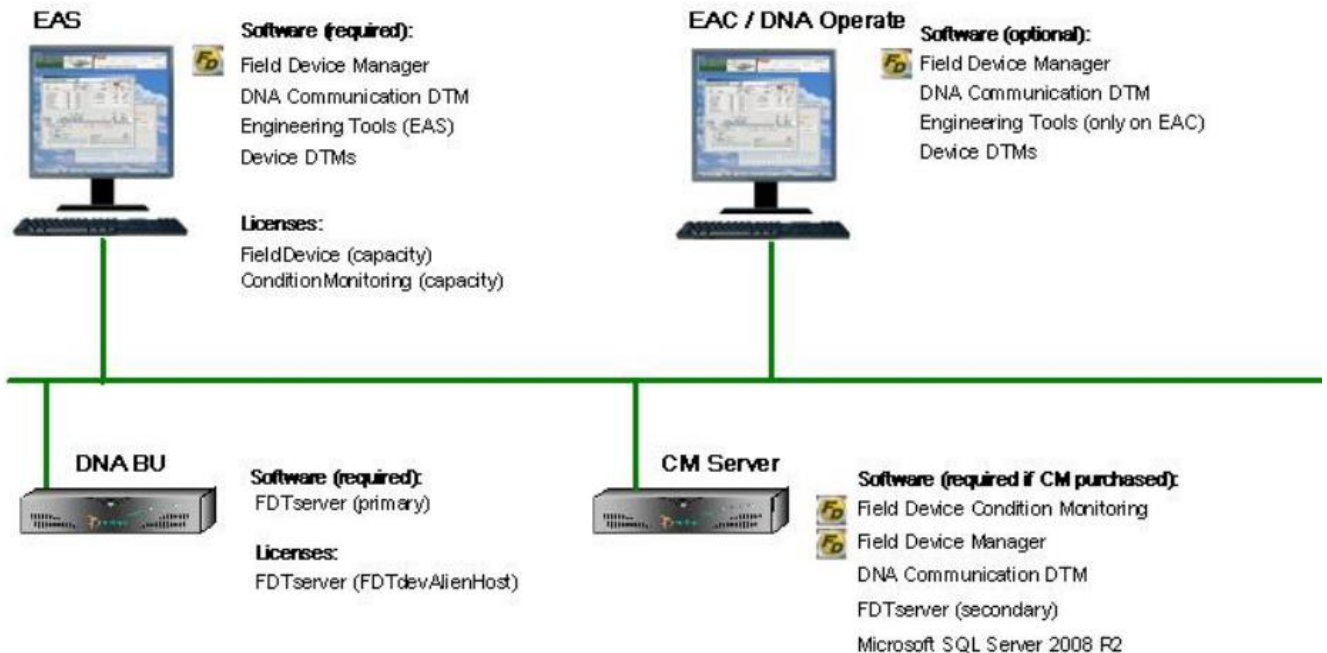 EAS
Software (required):
Field Device Manager
DNA Communication DTM
Engineering Tools (EAS)
Device DTMs
Licenses:
FieldDevice (capacity)
ConditionMonitoring (capacity)
EAC / DNA Operate
Software (optional):
Field Device Manager
DNA Communication DTM
Engineering Tools (only on EAC)
Device DTMs
DNA BU
Software (required):
FDTserver (primary)
Licenses:
FDTserver (FDTdevAlienHost)
CM Server
Software (required if CM purchased):
Field Device Condition Monitoring
Field Device Manager
DNA Communication DTM
FDTserver (secondary)
Microsoft SQL Server 2008 R2